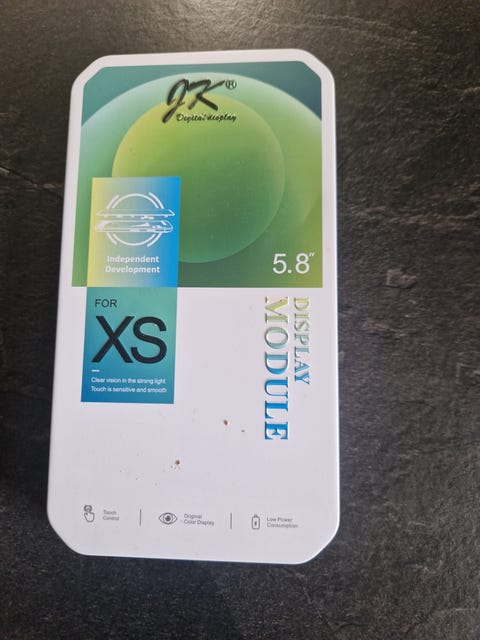 JK®
Digital display
Independent
Development
5.8"
FOR
XS
Clear vision in the strong light
Touch is sensitive and smooth
DISPLAY
MODULE
Touch
Control
Original
Color Display
Low Power
Consumption